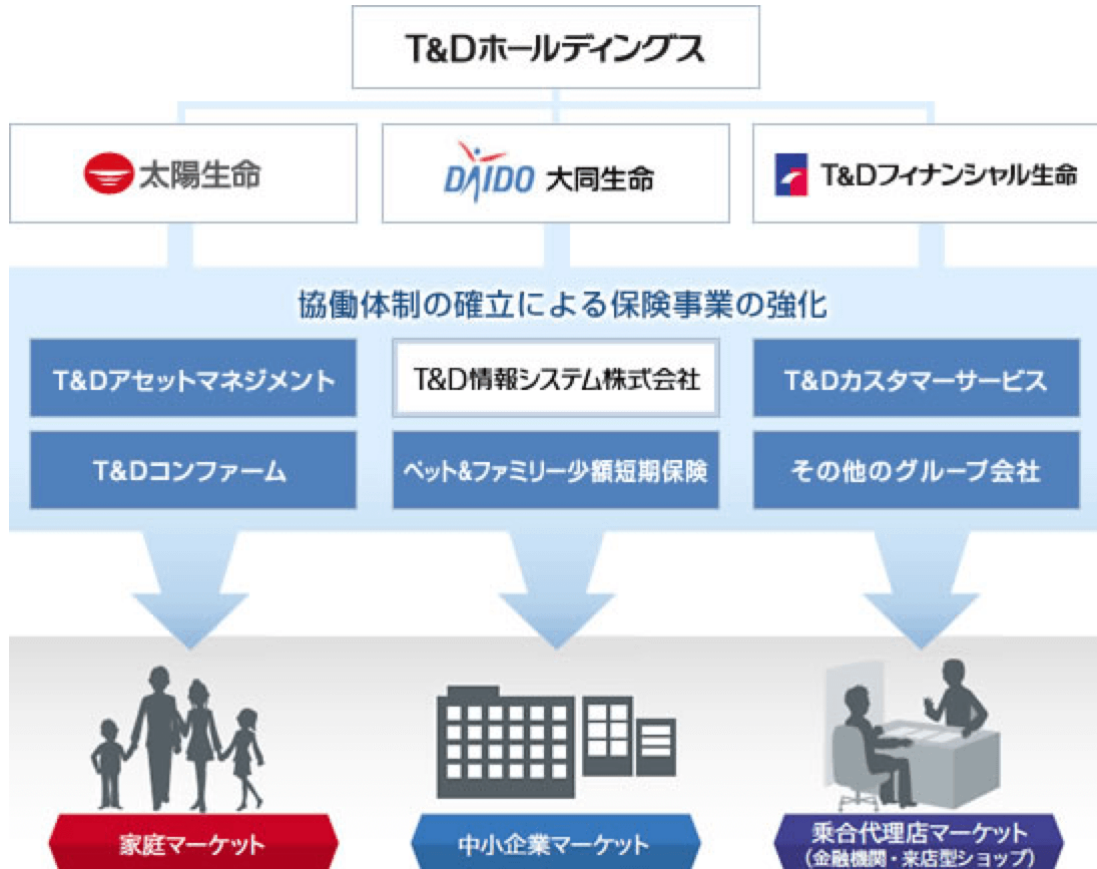 T&Dホールディングス
太陽生命
DAIDO 大同生命
T&Dフィナンシャル生命
協働体制の確立による保険事業の強化
T&Dアセットマネジメント
T&D情報システム株式会社
T&Dカスタマーサービス
T&Dコンファーム
ペット&ファミリー少額短期保険
その他のグループ会社
家庭マーケット
中小企業マーケット
乗合代理店マーケット
(金融機関・来店型ショップ)